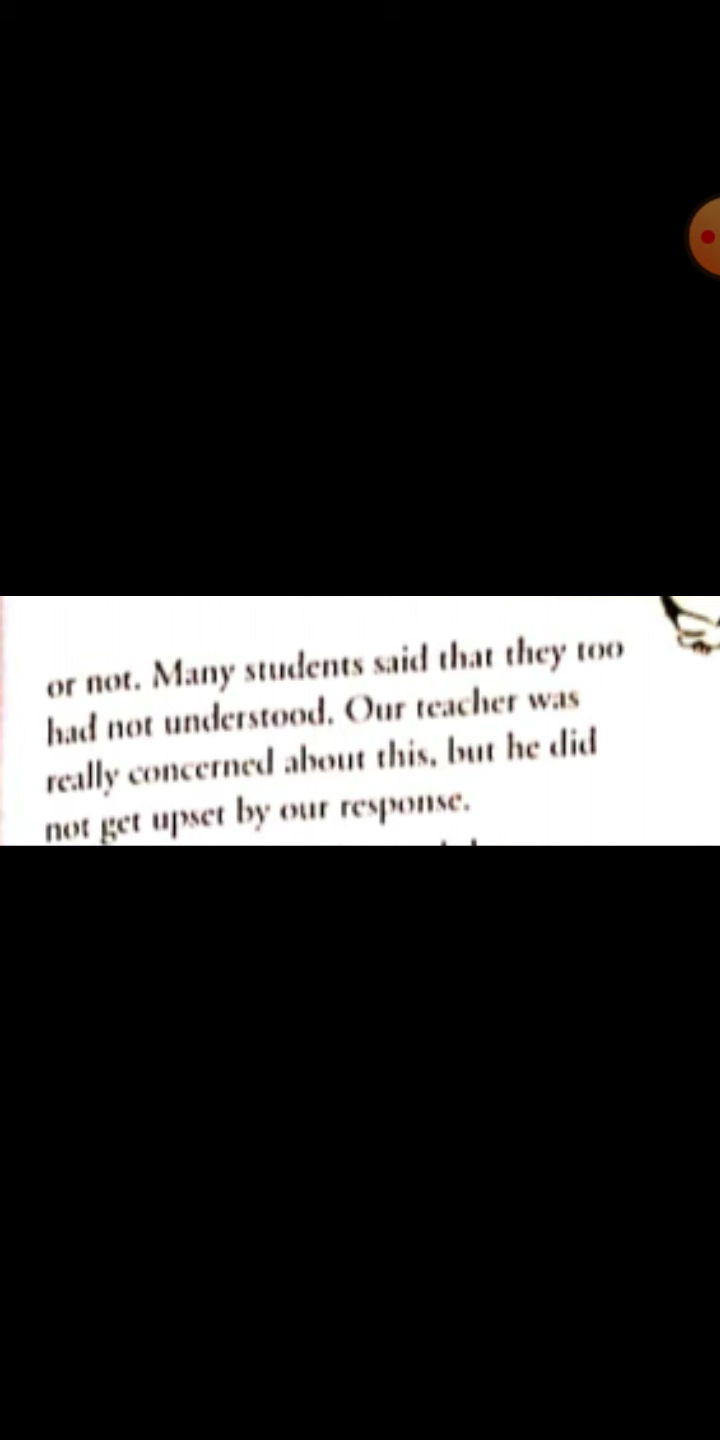 or not. Many students said that they too
had not understood. Our teacher was
really concerned about this, but he did
not get upset by our response.